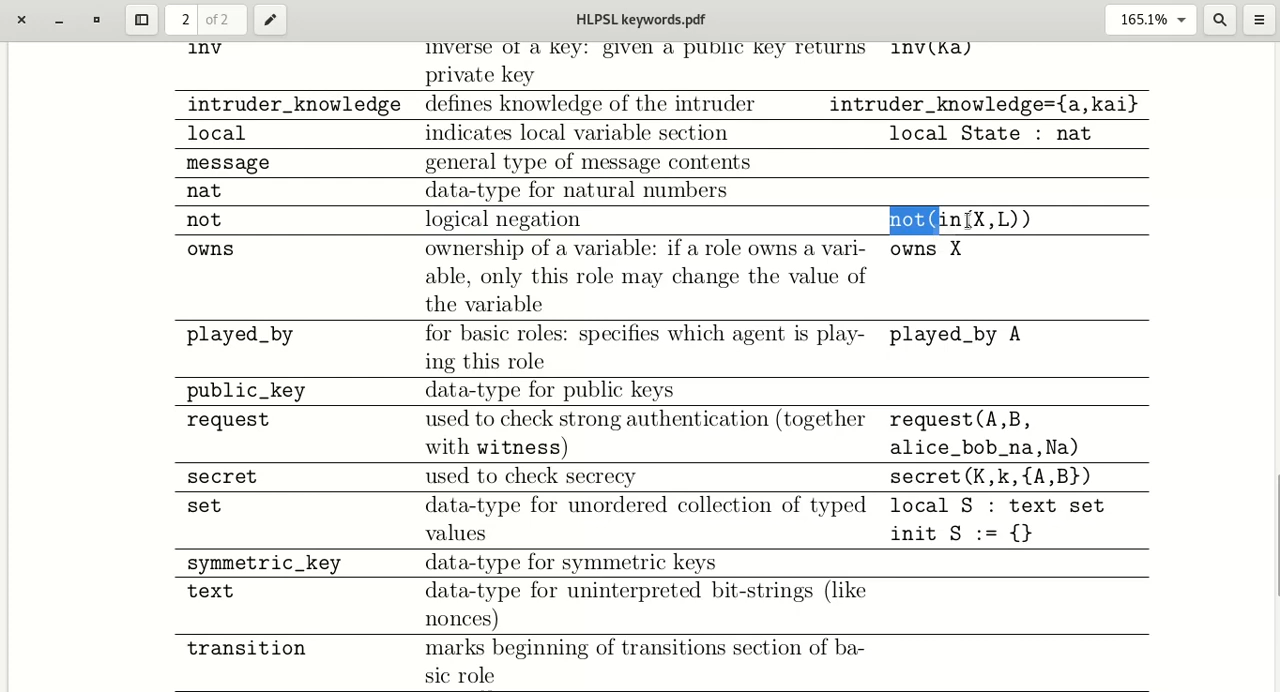 2 of 2 HLPSL keywords.pdf 165.1%
inv inverse of a key: given a public key returns inv(Ka)
private key
intruder_knowledge defines knowledge of the intruder intruder_knowledge={a,kai}
local indicates local variable section local State : nat
message general type of message contents
nat data-type for natural numbers
not logical negation not(in(X,L))
owns ownership of a variable: if a role owns a vari- owns X
able, only this role may change the value of
the variable
played_by for basic roles: specifies which agent is play- played_by A
ing this role
public_key data-type for public keys
request used to check strong authentication (together request(A,B,
with witness) alice_bob_na,Na)
secret used to check secrecy secret(K,k,{A,B})
set data-type for unordered collection of typed local S : text set
values init S := {}
symmetric_key data-type for symmetric keys
text data-type for uninterpreted bit-strings (like
nonces)
transition marks beginning of transitions section of ba-
sic role